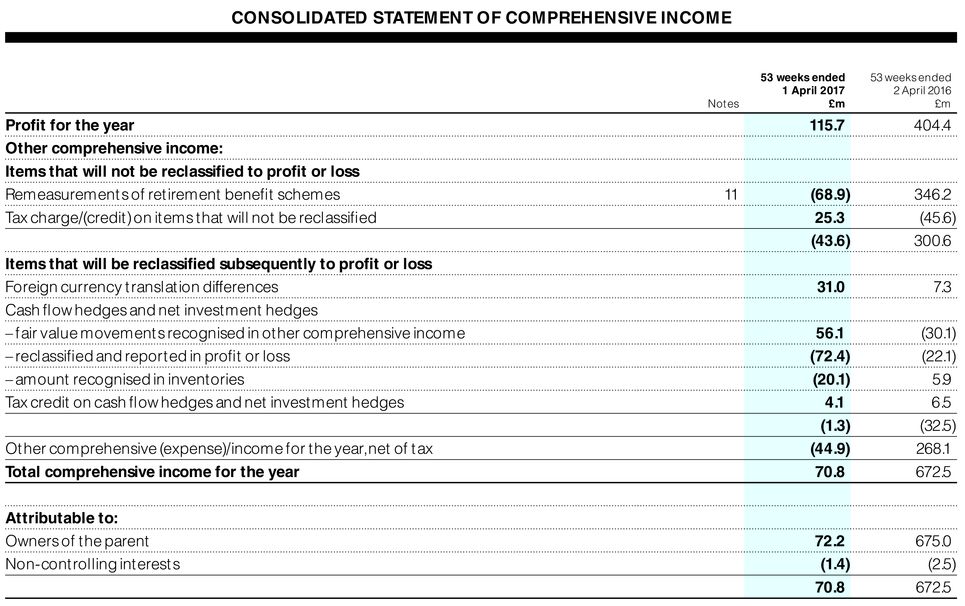 CONSOLIDATED STATEMENT OF COMPREHENSIVE INCOME
53 weeks ended 53 weeks ended
1 April 2017 2 April 2016
Notes £m £m
Profit for the year 115.7 404.4
Other comprehensive income:
Items that will not be reclassified to profit or loss
Remeasurements of retirement benefit schemes 11 (68.9) 346.2
Tax charge/(credit) on items that will not be reclassified 25.3 (45.6)
(43.6) 300.6
Items that will be reclassified subsequently to profit or loss
Foreign currency translation differences 31.0 7.3
Cash flow hedges and net investment hedges
– fair value movements recognised in other comprehensive income 56.1 (30.1)
– reclassified and reported in profit or loss (72.4) (22.1)
– amount recognised in inventories (20.1) 5.9
Tax credit on cash flow hedges and net investment hedges 4.1 6.5
(1.3) (32.5)
Other comprehensive (expense)/income for the year, net of tax (44.9) 268.1
Total comprehensive income for the year 70.8 672.5
Attributable to:
Owners of the parent 72.2 675.0
Non-controlling interests (1.4) (2.5)
70.8 672.5